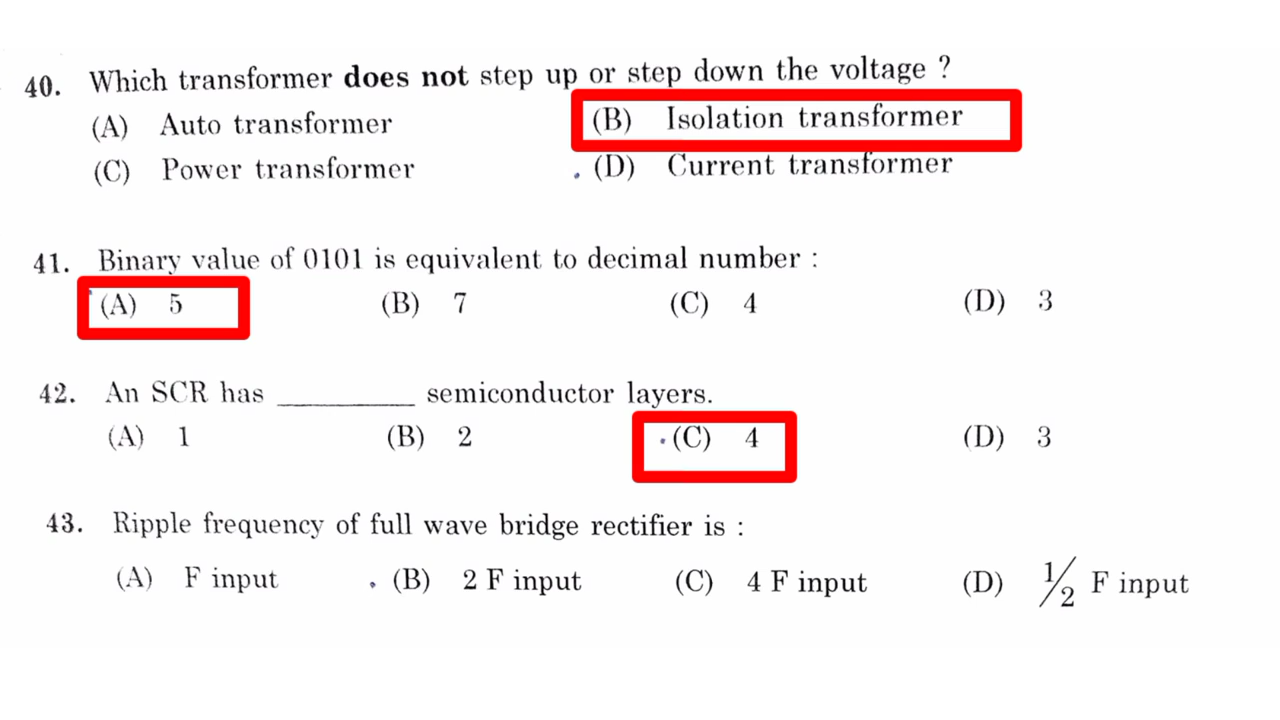 40. Which transformer does not step up or step down the voltage ?
(A) Auto transformer (B) Isolation transformer
(C) Power transformer (D) Current transformer
41. Binary value of 0101 is equivalent to decimal number :
(A) 5 (B) 7 (C) 4 (D) 3
42. An SCR has _________ semiconductor layers.
(A) 1 (B) 2 (C) 4 (D) 3
43. Ripple frequency of full wave bridge rectifier is :
(A) F input (B) 2 F input (C) 4 F input (D) 1/2 F input